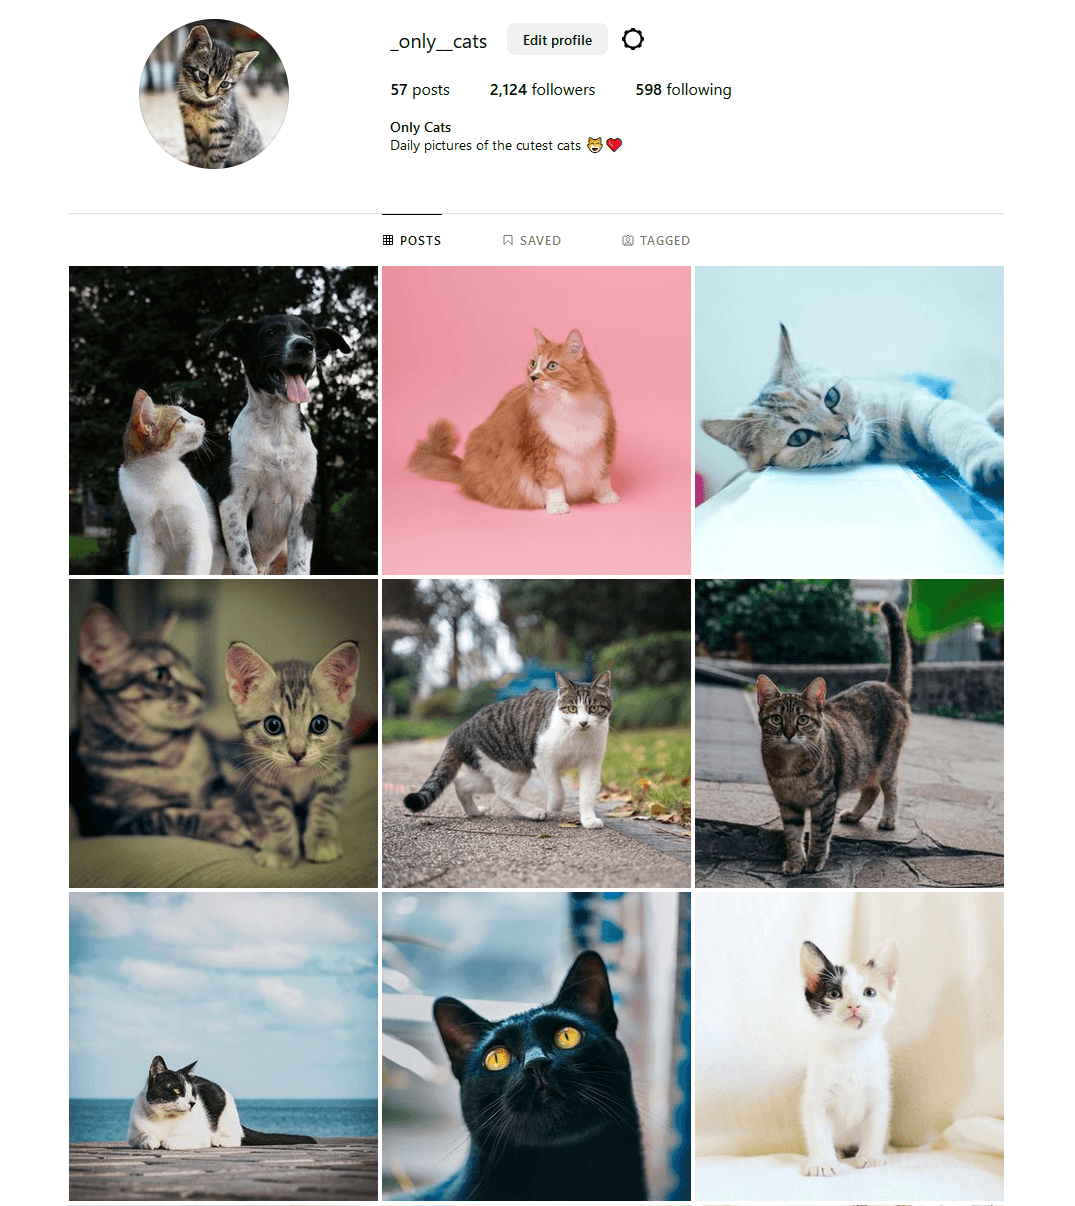 _only__cats Edit profile
57 posts 2,124 followers 598 following
Only Cats
Daily pictures of the cutest cats 😸❤️
POSTS SAVED TAGGED